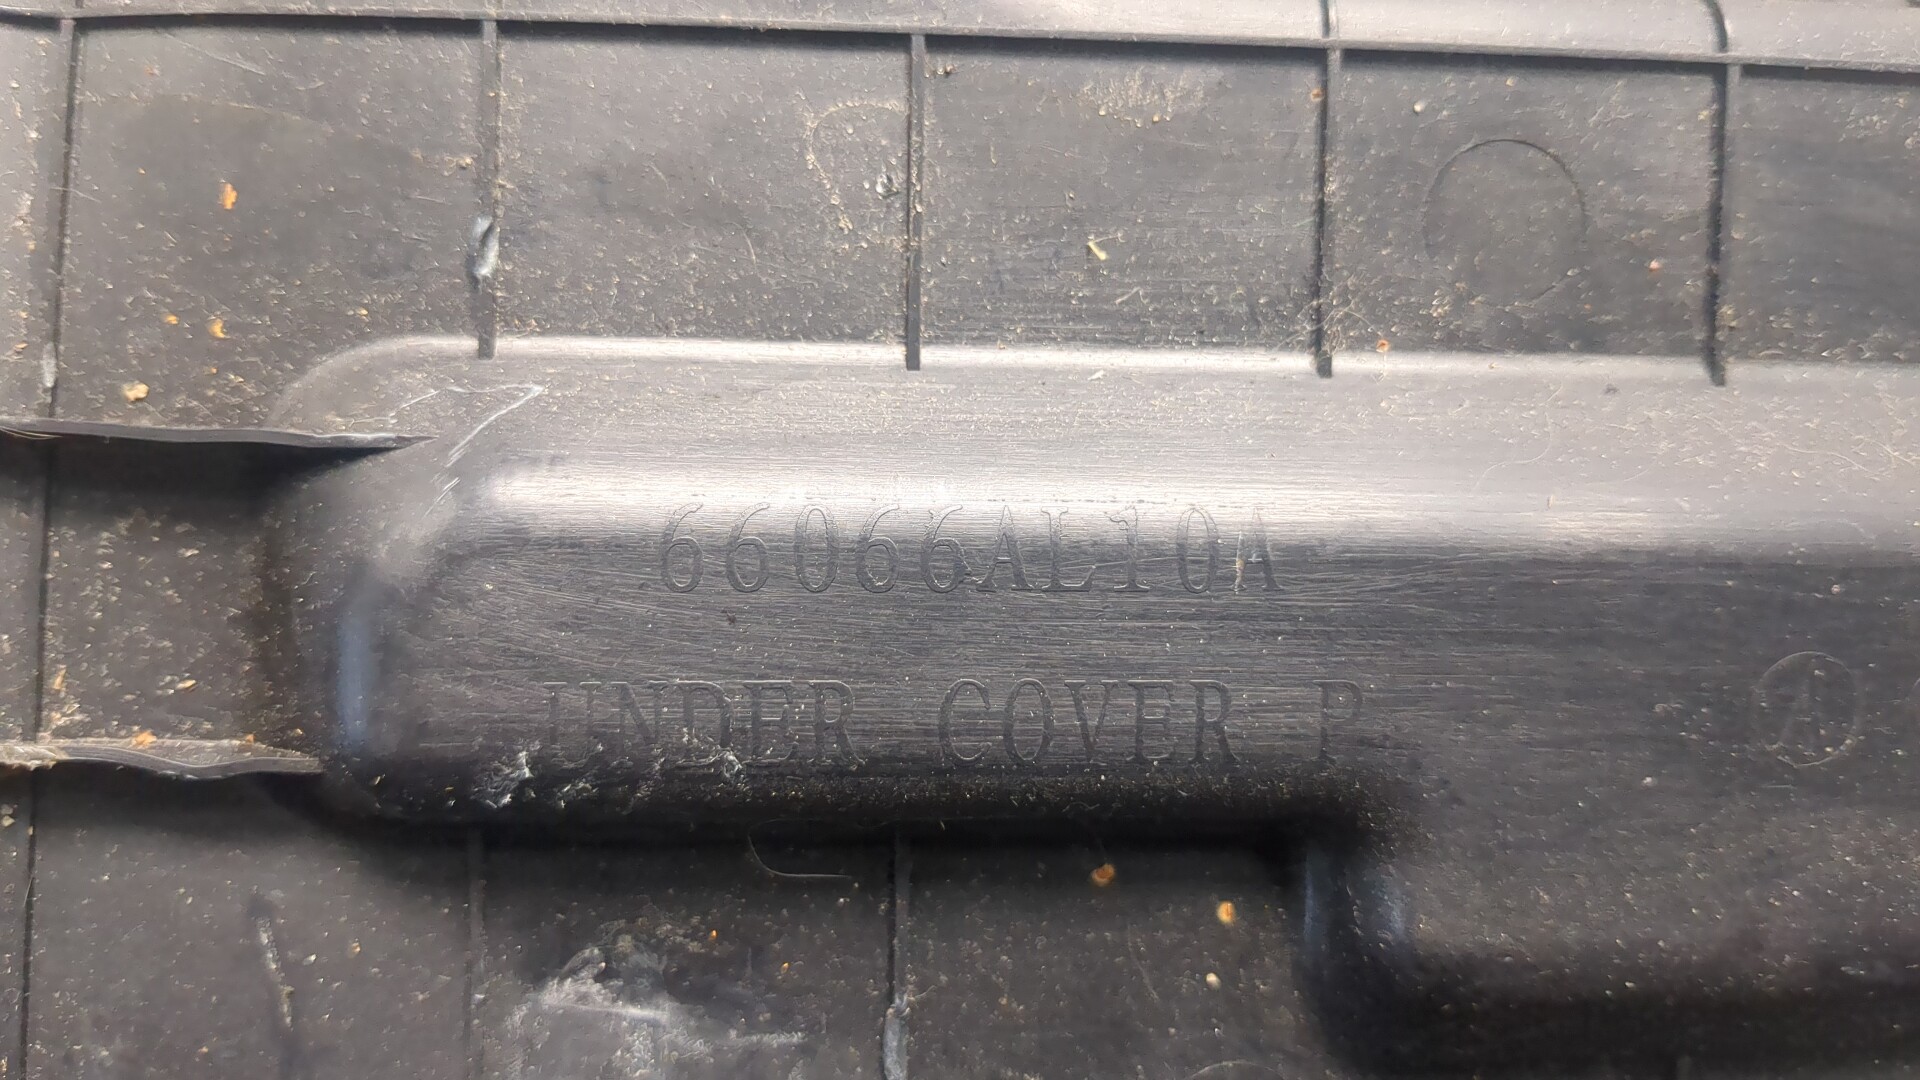 66066AL10A
UNDER COVER P
A